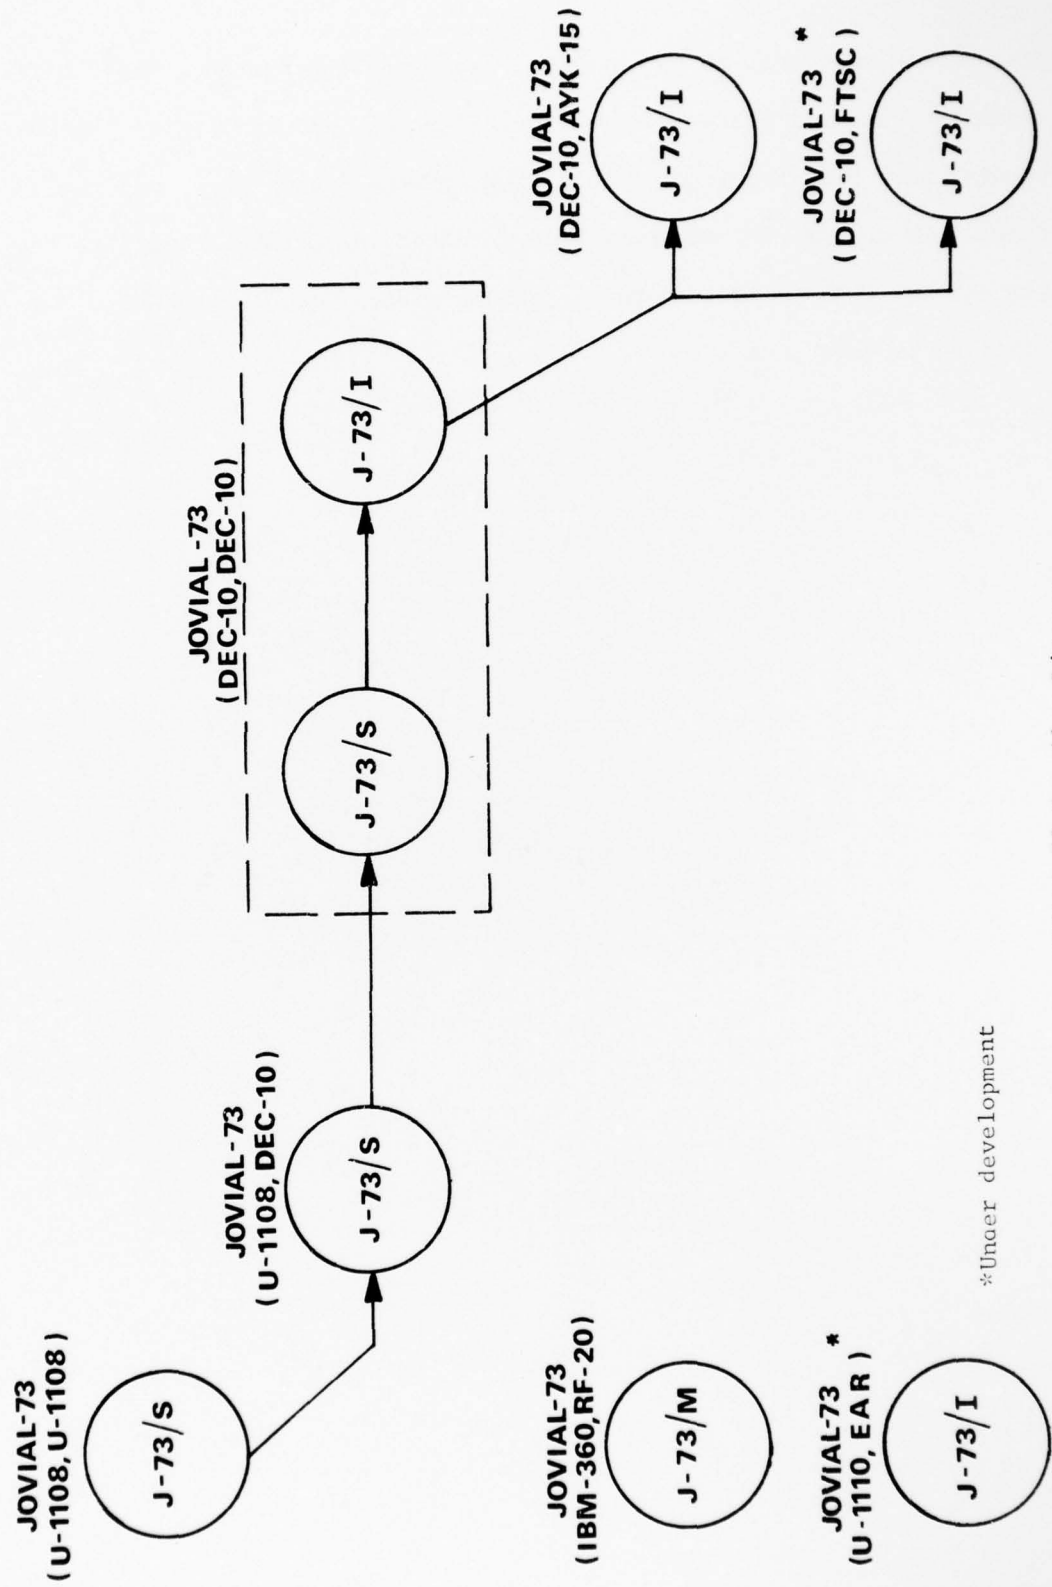 JOVIAL-73
(U-1108, U-1108)
J-73/S
JOVIAL-73
(U-1108, DEC-10)
J-73/S
JOVIAL-73
(DEC-10, DEC-10)
J-73/S
J-73/I
JOVIAL-73
(DEC-10, AYK-15)
J-73/I
JOVIAL-73 *
(DEC-10, FTSC)
J-73/I
JOVIAL-73
(IBM-360, RF-20)
J-73/M
JOVIAL-73 *
(U-1110, EAR)
J-73/I
*Under development